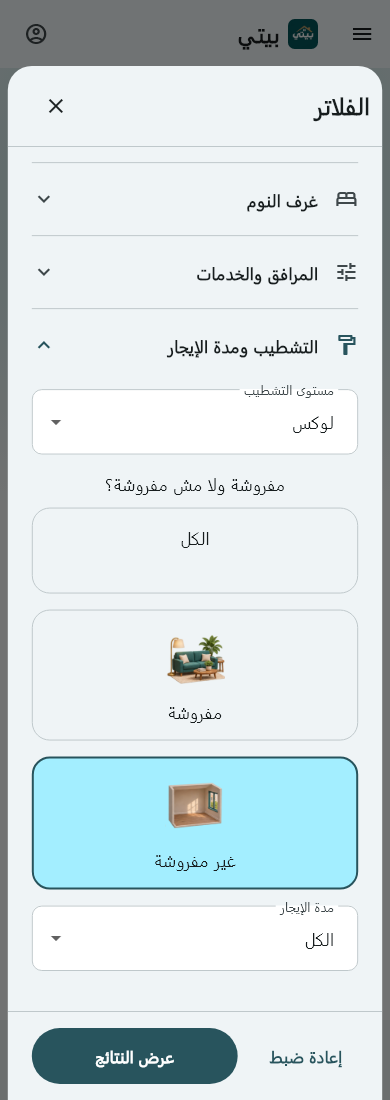 بيتي
بيتي
الفلاتر
غرف النوم
المرافق والخدمات
التشطيب ومدة الإيجار
مستوى التشطيب
لوكس
مفروشة ولا مش مفروشة؟
الكل
مفروشة
غير مفروشة
مدة الإيجار
الكل
إعادة ضبط
عرض النتائج